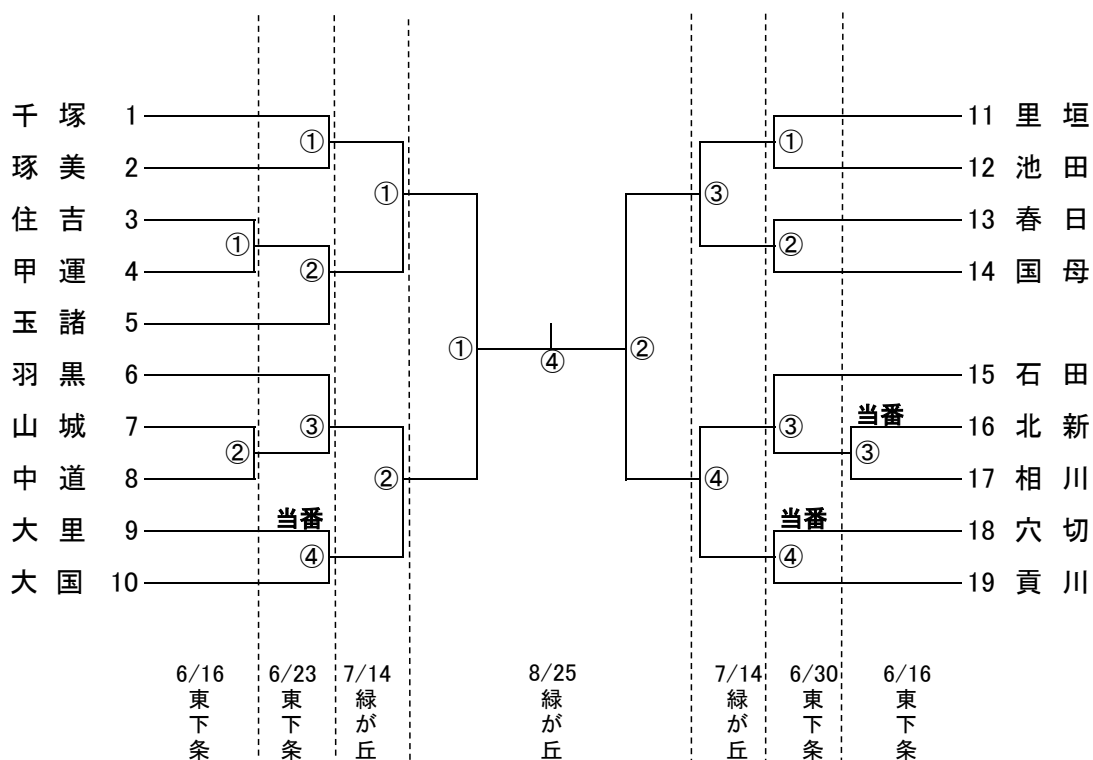 千塚 1
琢美 2
住吉 3
甲運 4
玉諸 5
羽黒 6
山城 7
中道 8
大里 9
大国 10
①
②
①
②
③
当番
④
①
②
①
④
②
③
④
①
②
③
当番
④
当番
③
11 里垣
12 池田
13 春日
14 国母
15 石田
16 北新
17 相川
18 穴切
19 貢川
6/16 東下条
6/23 東下条
7/14 緑が丘
8/25 緑が丘
7/14 緑が丘
6/30 東下条
6/16 東下条